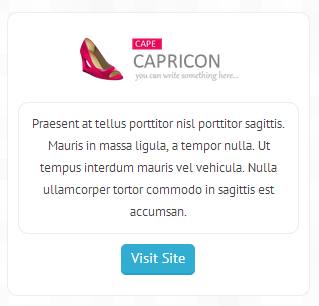 CAPE
CAPRICON
you can write something here...
Praesent at tellus porttitor nisl porttitor sagittis.
Mauris in massa ligula, a tempor nulla. Ut
tempus interdum mauris vel vehicula. Nulla
ullamcorper tortor commodo in sagittis est
accumsan.
Visit Site